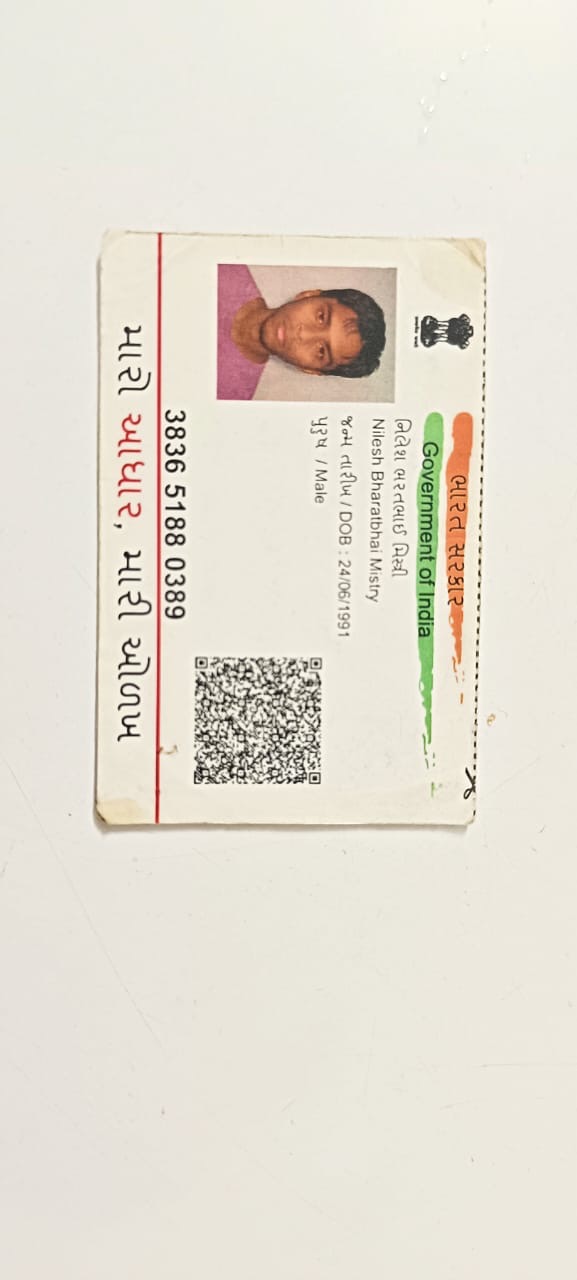 ભારત સરકાર
Government of India
નિલેશ ભરતભાઈ મિસ્ત્રી
Nilesh Bharatbhai Mistry
જન્મ તારીખ / DOB : 24/06/1991
પુરુષ / Male
3836 5188 0389
મારો આધાર, મારી ઓળખ